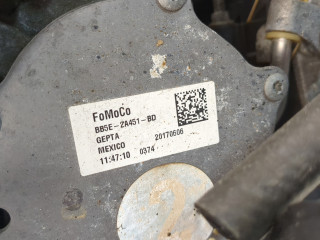 FoMoCo
BB5E-2A451-BD
GEPTA
MEXICO 20170606
11:47:10 0374